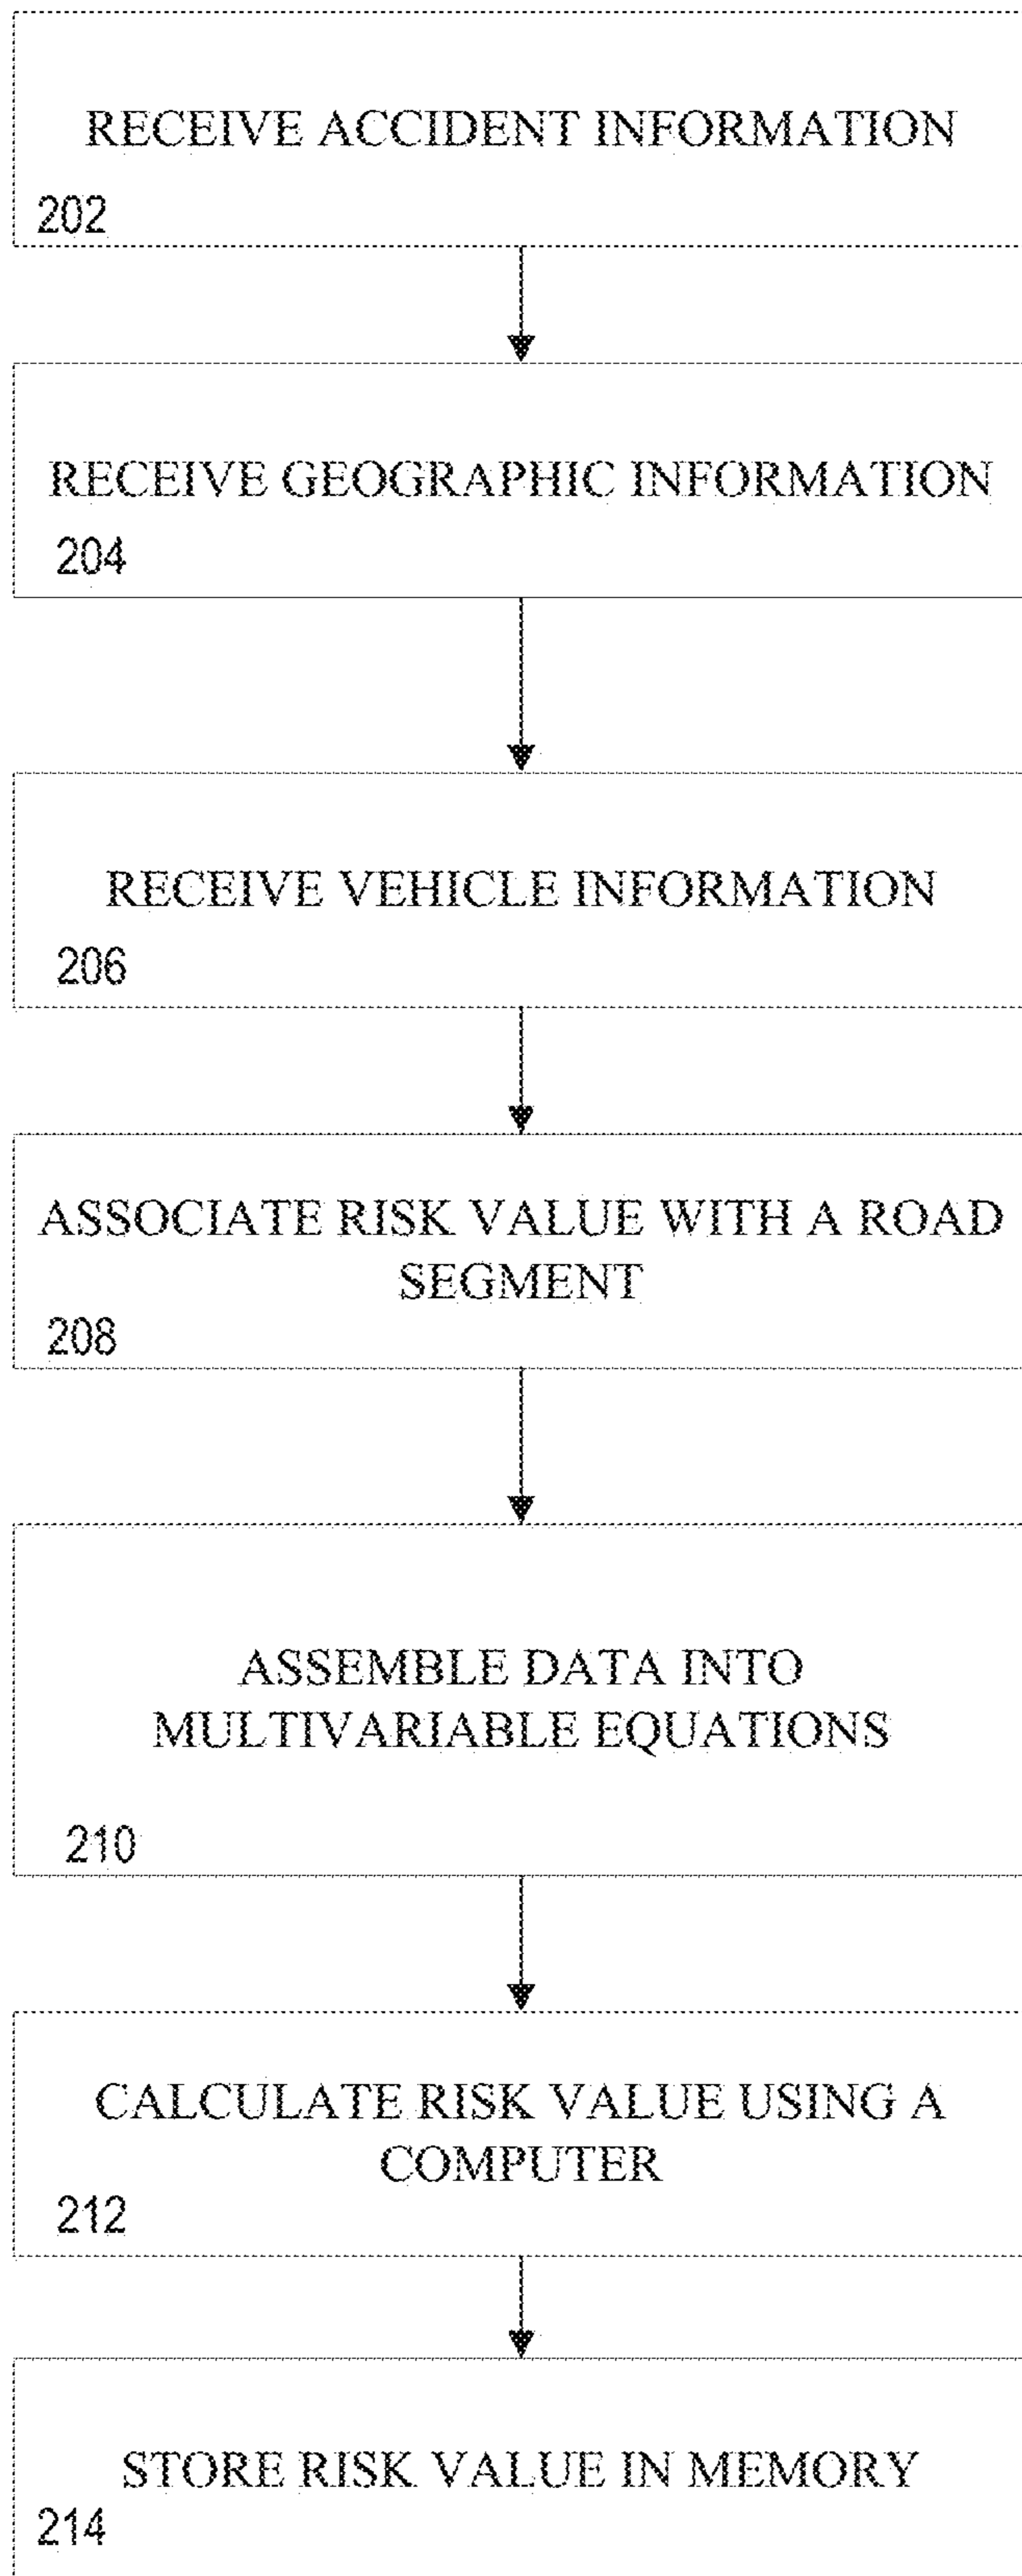 RECEIVE ACCIDENT INFORMATION
202
RECEIVE GEOGRAPHIC INFORMATION
204
RECEIVE VEHICLE INFORMATION
206
ASSOCIATE RISK VALUE WITH A ROAD
SEGMENT
208
ASSEMBLE DATA INTO
MULTIVARIABLE EQUATIONS
210
CALCULATE RISK VALUE USING A
COMPUTER
212
STORE RISK VALUE IN MEMORY
214